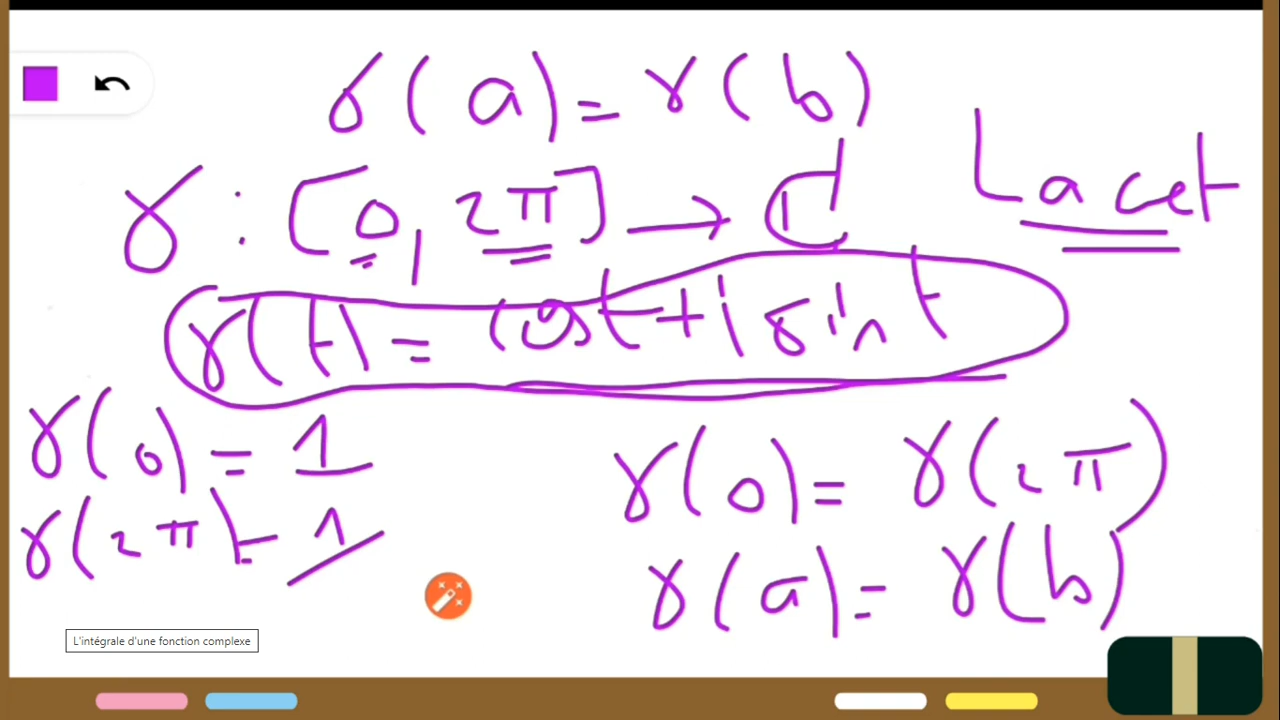 γ(a) = γ(b)
Lacet
γ : [0, 2π] → ℂ
γ(t) = cos t + i sin t
γ(0) = 1
γ(2π) = 1
γ(0) = γ(2π)
γ(a) = γ(b)
L'intégrale d'une fonction complexe